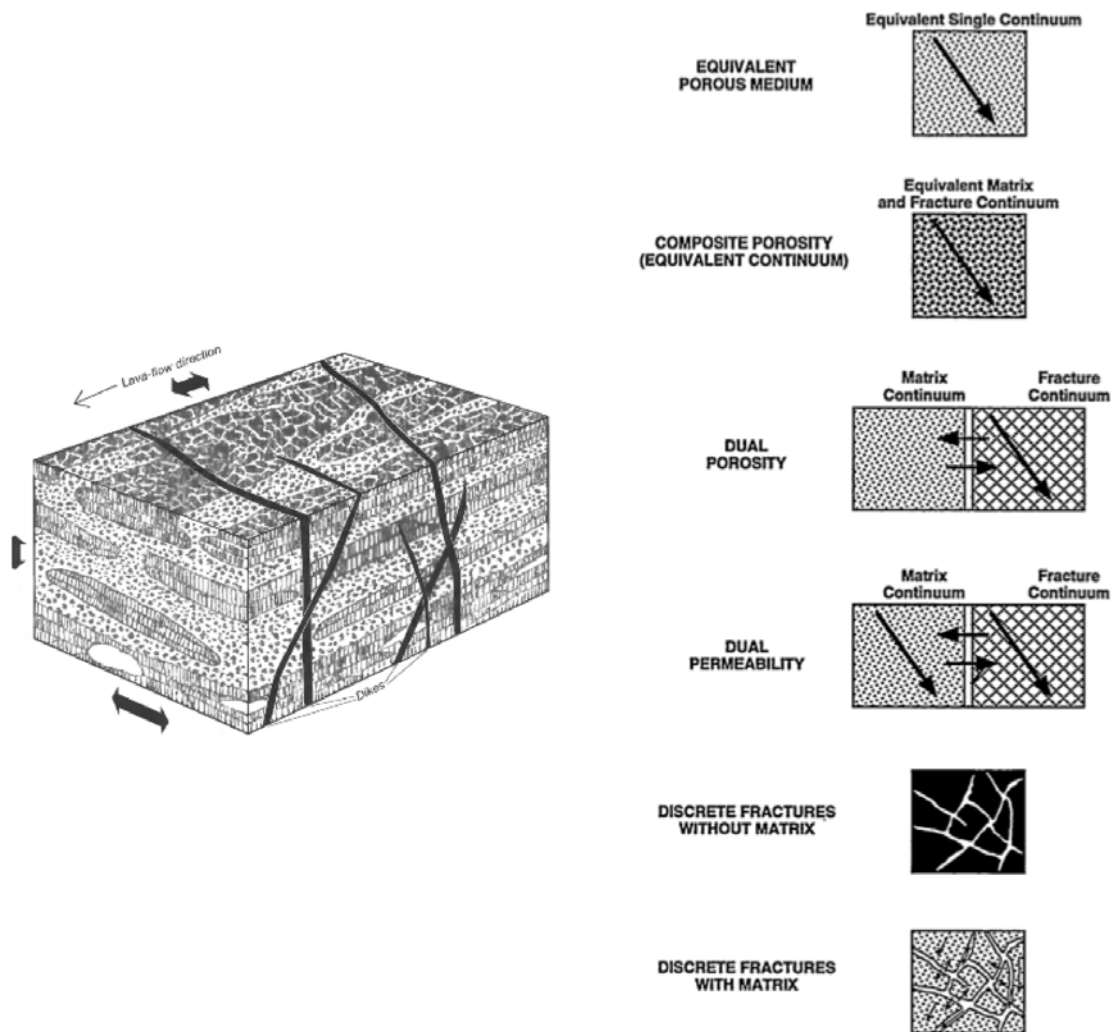 Lava-flow direction
Dikes
Equivalent Single Continuum
EQUIVALENT
POROUS MEDIUM
Equivalent Matrix
and Fracture Continuum
COMPOSITE POROSITY
(EQUIVALENT CONTINUUM)
Matrix
Continuum
Fracture
Continuum
DUAL
POROSITY
Matrix
Continuum
Fracture
Continuum
DUAL
PERMEABILITY
DISCRETE FRACTURES
WITHOUT MATRIX
DISCRETE FRACTURES
WITH MATRIX